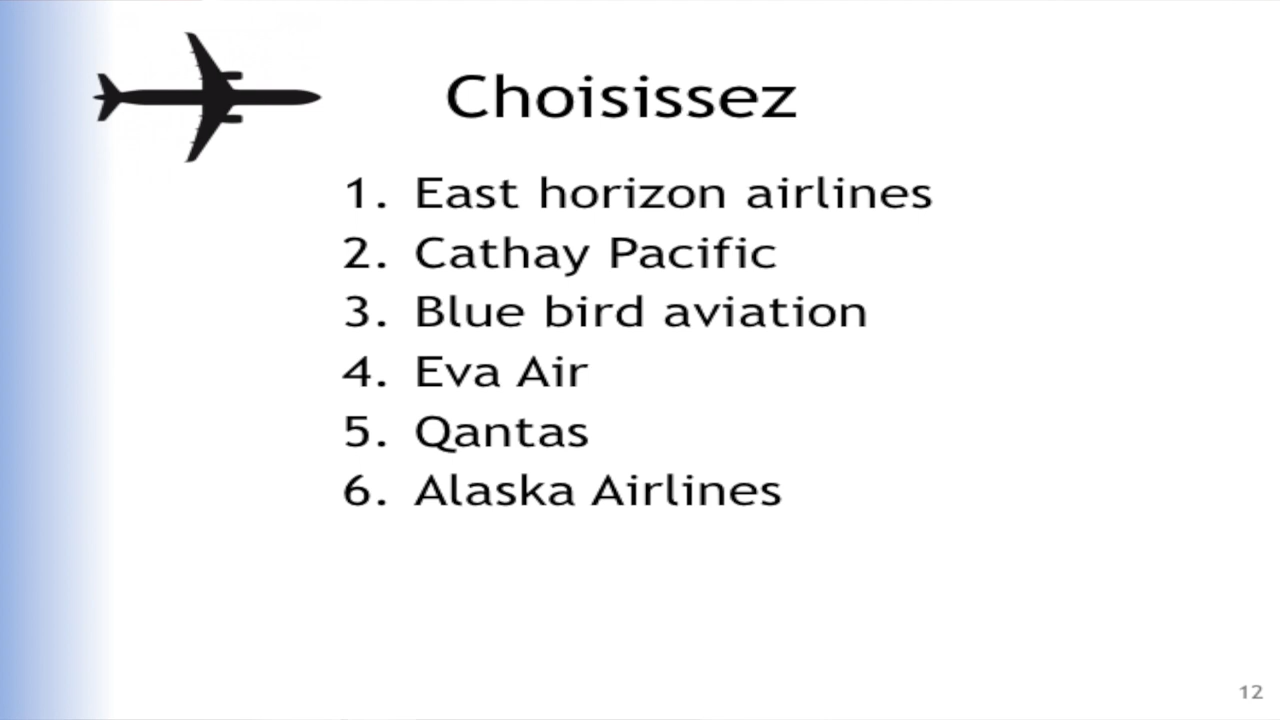 Choisissez
1. East horizon airlines
2. Cathay Pacific
3. Blue bird aviation
4. Eva Air
5. Qantas
6. Alaska Airlines
12